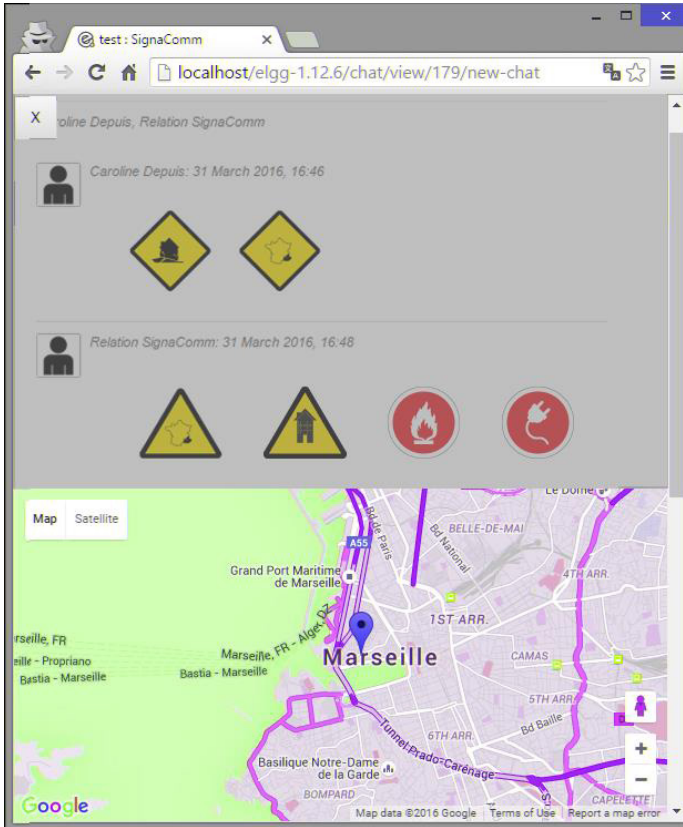 test : SignaComm
localhost/elgg-1.12.6/chat/view/179/new-chat
X
roline Depuis, Relation SignaComm
Caroline Depuis: 31 March 2016, 16:46
Relation SignaComm: 31 March 2016, 16:48
Map Satellite
Le Dôme
Bd de Paris
Bd National
BELLE-DE-MAI
A55
Grand Port Maritime
de Marseille
4TH ARR.
1ST ARR.
rseille, FR
Marseille, FR - Alger, DZ
eille - Propriano
Bastia - Marseille
Bastia - Marseille
Marseille
CAMAS
5TH ARR.
Bd Baille
6TH ARR.
Tunnel Prado-Carénage
Basilique Notre-Dame
de la Garde
BOMPARD
CAPELETTE
+
−
Google
Map data ©2016 Google Terms of Use Report a map error